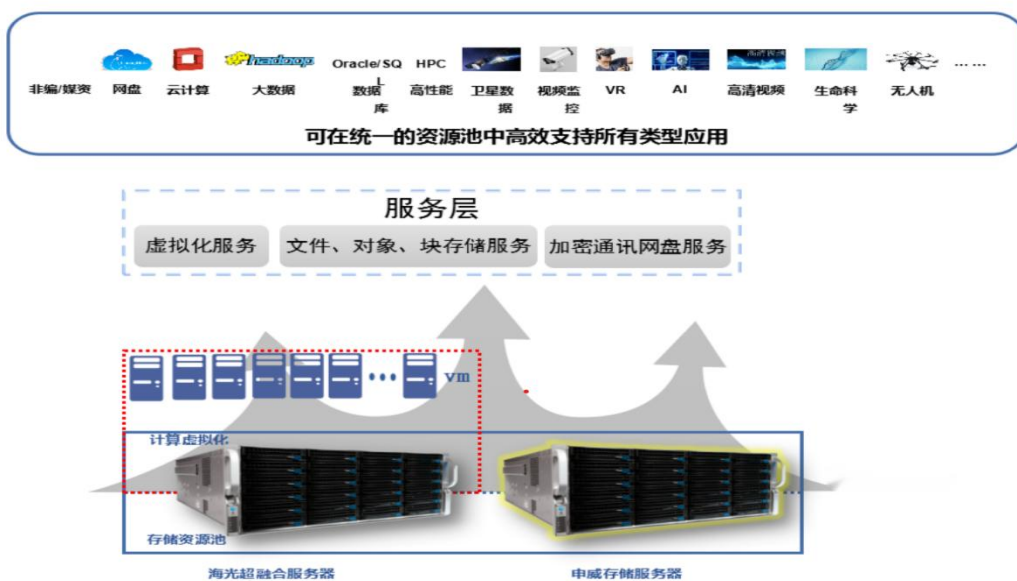 hadoop
Oracle/SQL HPC
非编/媒资 网盘 云计算 大数据 数据库 高性能 卫星数据 视频监控 VR AI 高清视频 生命科学 无人机 ... ...
可在统一的资源池中高效支持所有类型应用
服务层
虚拟化服务 文件、对象、块存储服务 加密通讯网盘服务
vm
计算虚拟化
存储资源池
海光超融合服务器 申威存储服务器